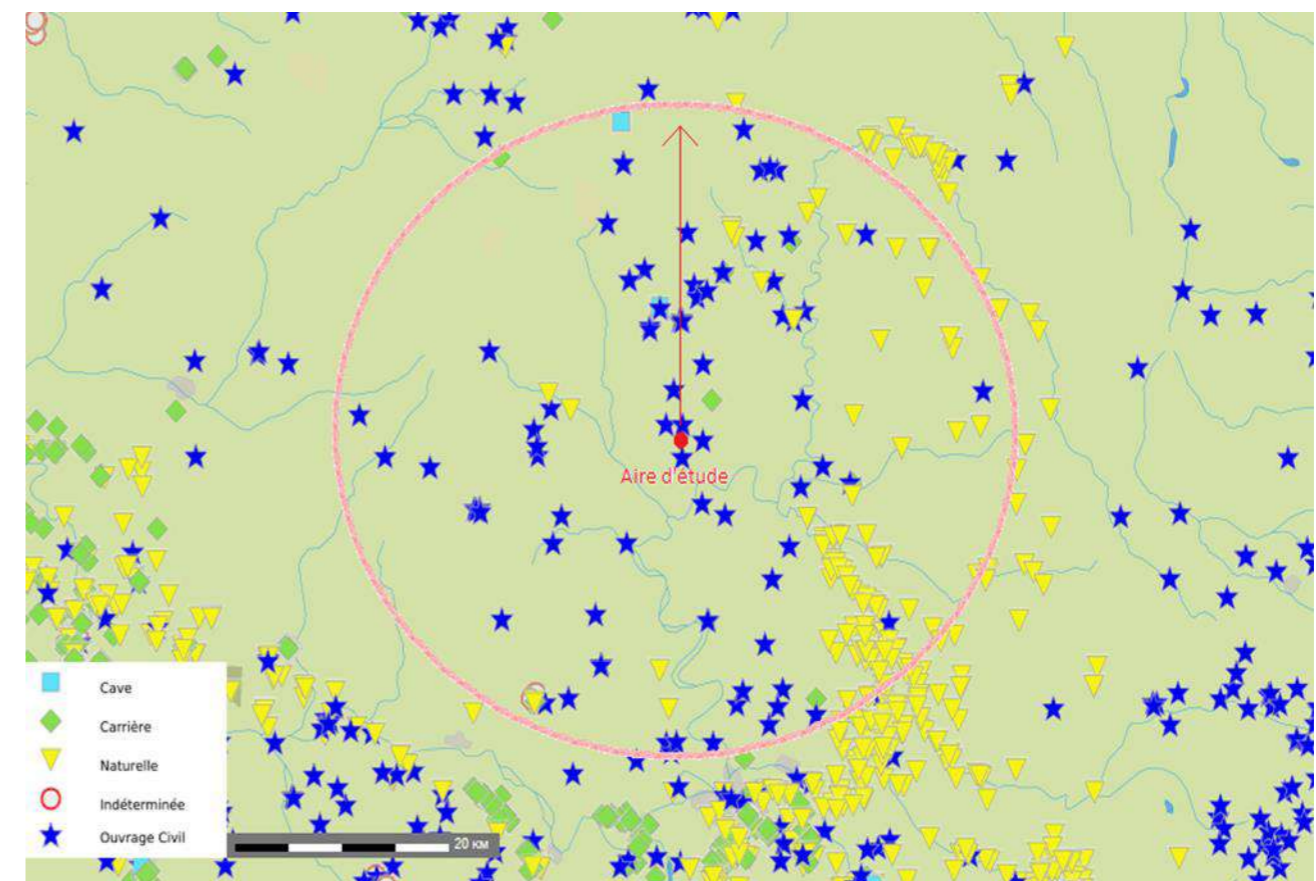 Aire d'étude
Cave
Carrière
Naturelle
Indéterminée
Ouvrage Civil
20 KM